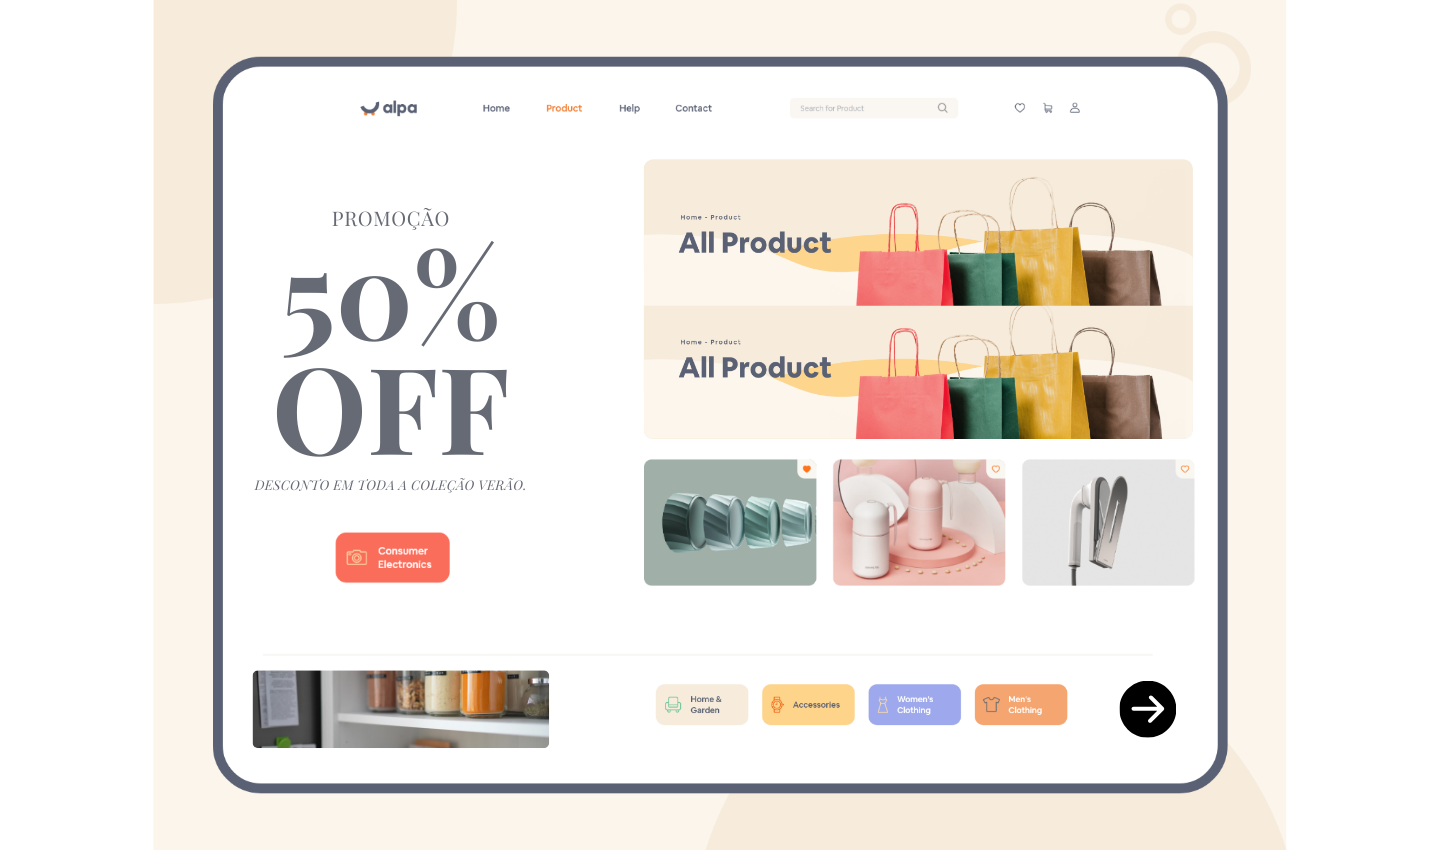 alpa
Home
Product
Help
Contact
Search for Product
PROMOÇÃO
50%
OFF
DESCONTO EM TODA A COLEÇÃO VERÃO.
Consumer
Electronics
Home - Product
All Product
Home - Product
All Product
Home &
Garden
Accessories
Women's
Clothing
Men's
Clothing